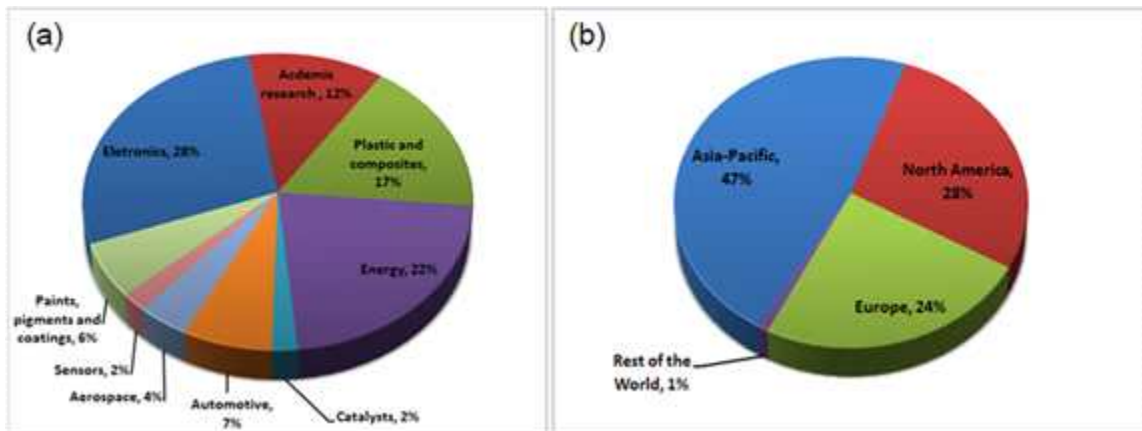 (a)
Acdemic
research , 12%
Eletronics, 28%
Plastic and
composites,
17%
Energy, 22%
Paints,
pigments and
coatings, 6%
Sensors, 2%
Aerospace, 4%
Automotive,
7%
Catalysts, 2%
(b)
Asia-Pacific,
47%
North America,
28%
Europe, 24%
Rest of the
World, 1%